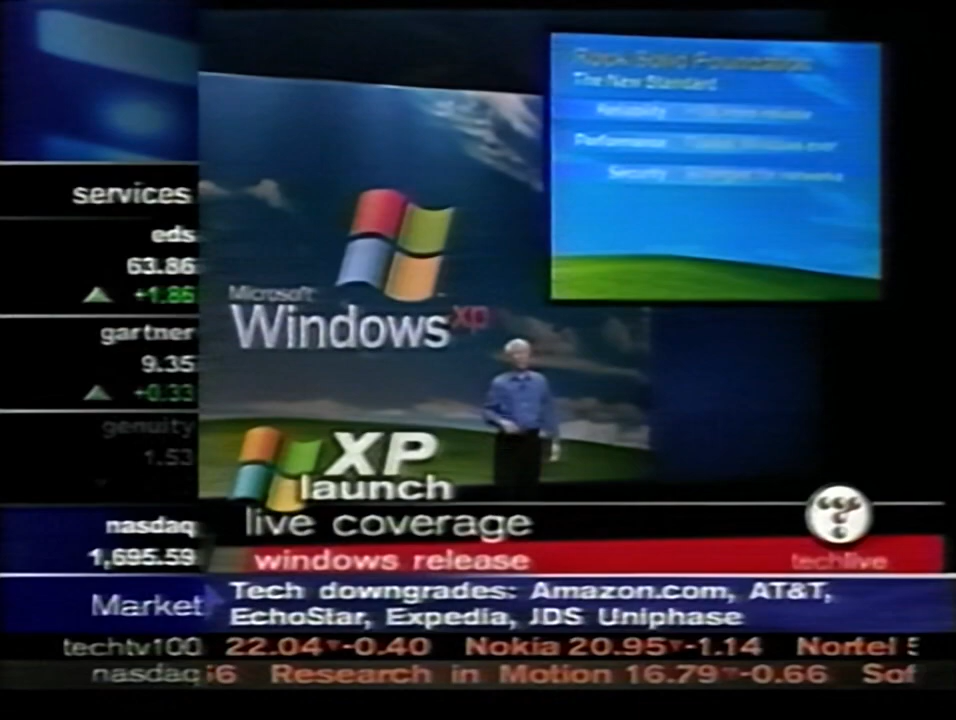 Rock Solid Foundation
The New Standard
Reliability
Performance
Security
services
eds
63.86
+1.86
gartner
9.35
+0.33
genuity
1.53
Microsoft
Windows xp
XP
launch
live coverage
windows release
techlive
nasdaq
1,695.59
Market
Tech downgrades: Amazon.com, AT&T,
EchoStar, Expedia, JDS Uniphase
techtv100 22.04 -0.40 Nokia 20.95 -1.14 Nortel
nasdaq Research in Motion 16.79 -0.66